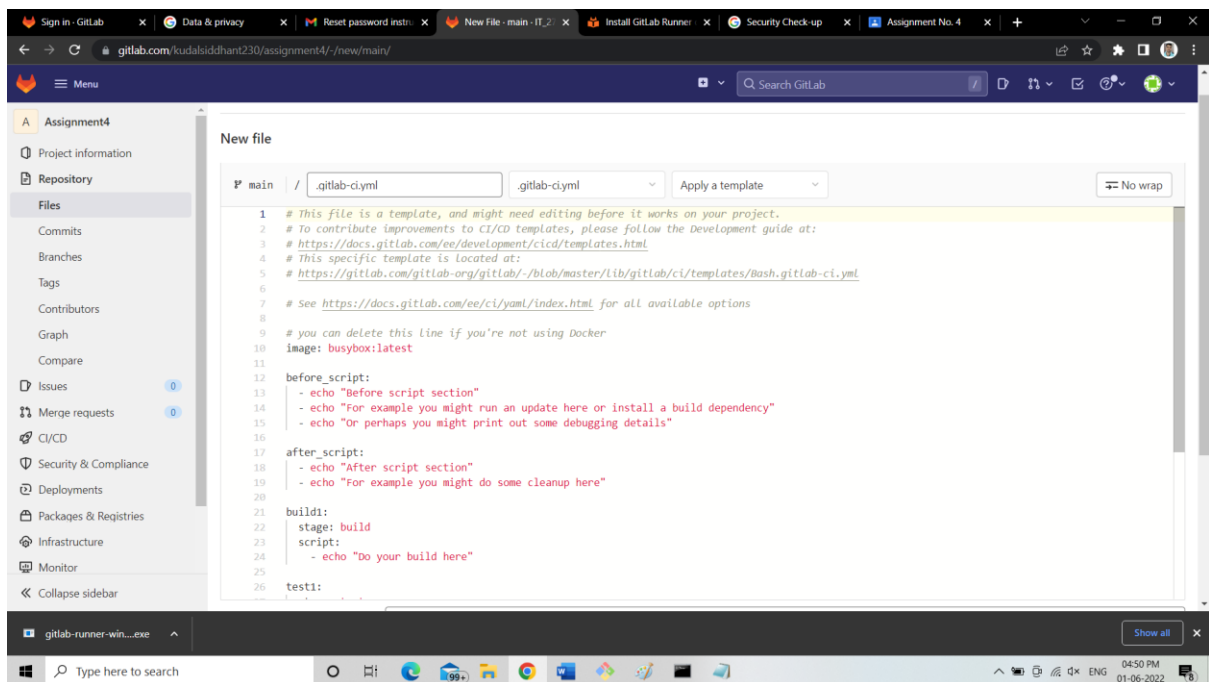 Sign in · GitLab
Data & privacy
Reset password instru
New File · main · IT_2
Install GitLab Runner
Security Check-up
Assignment No. 4
gitlab.com/kudalsiddhant230/assignment4/-/new/main/
Menu
Search GitLab
/
A Assignment4
Project information
Repository
Files
Commits
Branches
Tags
Contributors
Graph
Compare
Issues 0
Merge requests 0
CI/CD
Security & Compliance
Deployments
Packages & Registries
Infrastructure
Monitor
Collapse sidebar
New file
main / .gitlab-ci.yml .gitlab-ci.yml Apply a template No wrap
1 # This file is a template, and might need editing before it works on your project.
2 # To contribute improvements to CI/CD templates, please follow the Development guide at:
3 # https://docs.gitlab.com/ee/development/cicd/templates.html
4 # This specific template is located at:
5 # https://gitlab.com/gitlab-org/gitlab/-/blob/master/lib/gitlab/ci/templates/Bash.gitlab-ci.yml
6
7 # See https://docs.gitlab.com/ee/ci/yaml/index.html for all available options
8
9 # you can delete this line if you're not using Docker
10 image: busybox:latest
11
12 before_script:
13 - echo "Before script section"
14 - echo "For example you might run an update here or install a build dependency"
15 - echo "Or perhaps you might print out some debugging details"
16
17 after_script:
18 - echo "After script section"
19 - echo "For example you might do some cleanup here"
20
21 build1:
22 stage: build
23 script:
24 - echo "Do your build here"
25
26 test1:
gitlab-runner-win....exe
Show all
Type here to search
99+
ENG
04:50 PM
01-06-2022
8